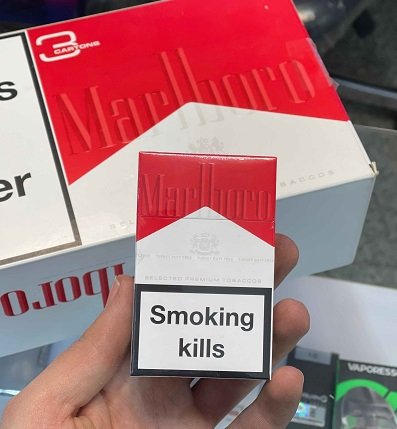 3
CARTONS
Marlboro
s
er
Marlboro
SELECTED PREMIUM TOBACCOS
Smoking
kills
Marlboro
VAPORESS